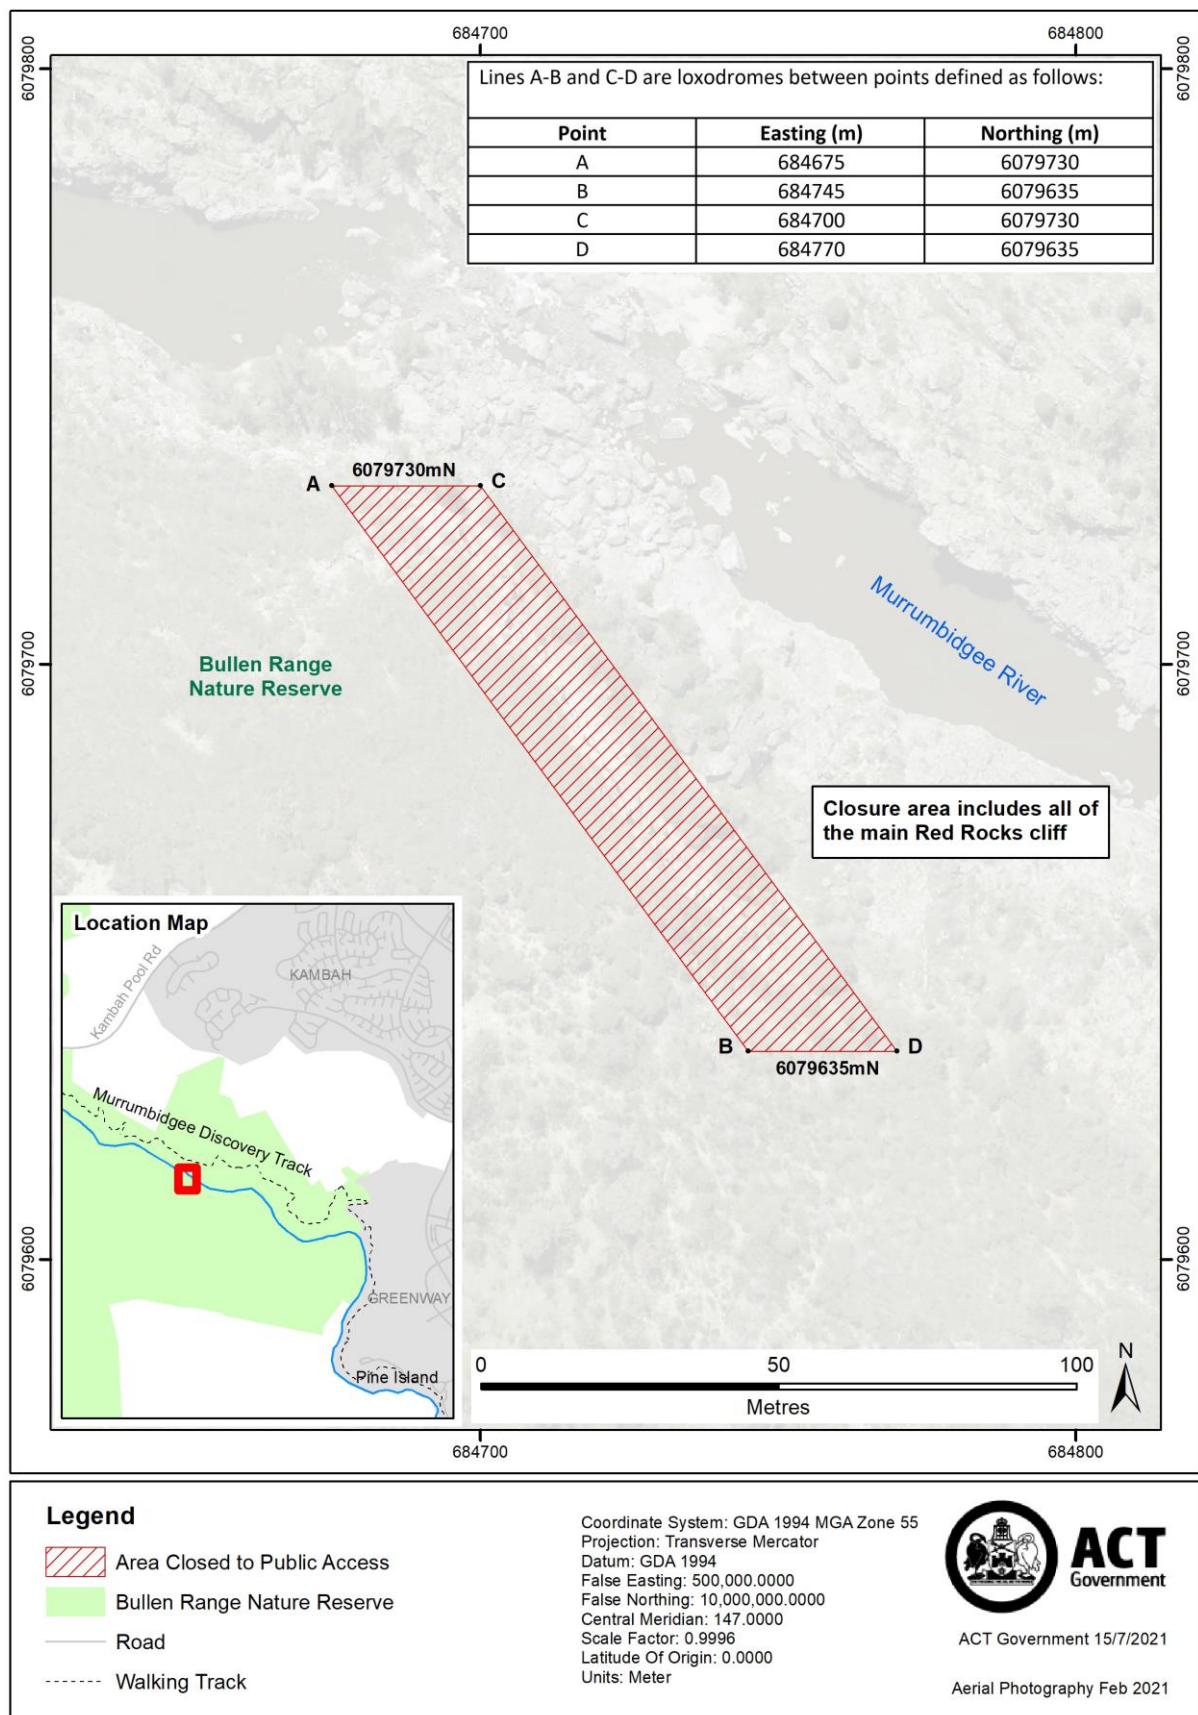 684700
684800
6079800
6079800
Lines A-B and C-D are loxodromes between points defined as follows:
Point Easting (m) Northing (m)
A 684675 6079730
B 684745 6079635
C 684700 6079730
D 684770 6079635
6079730mN
A
C
Murrumbidgee River
6079700
6079700
Bullen Range
Nature Reserve
Closure area includes all of
the main Red Rocks cliff
B
D
6079635mN
Location Map
Kambah Pool Rd
KAMBAH
Murrumbidgee Discovery Track
GREENWAY
Pine Island
6079600
6079600
0 50 100
Metres
N
684700
684800
Legend
Area Closed to Public Access
Bullen Range Nature Reserve
Road
Walking Track
Coordinate System: GDA 1994 MGA Zone 55
Projection: Transverse Mercator
Datum: GDA 1994
False Easting: 500,000.0000
False Northing: 10,000,000.0000
Central Meridian: 147.0000
Scale Factor: 0.9996
Latitude Of Origin: 0.0000
Units: Meter
ACT
Government
ACT Government 15/7/2021
Aerial Photography Feb 2021